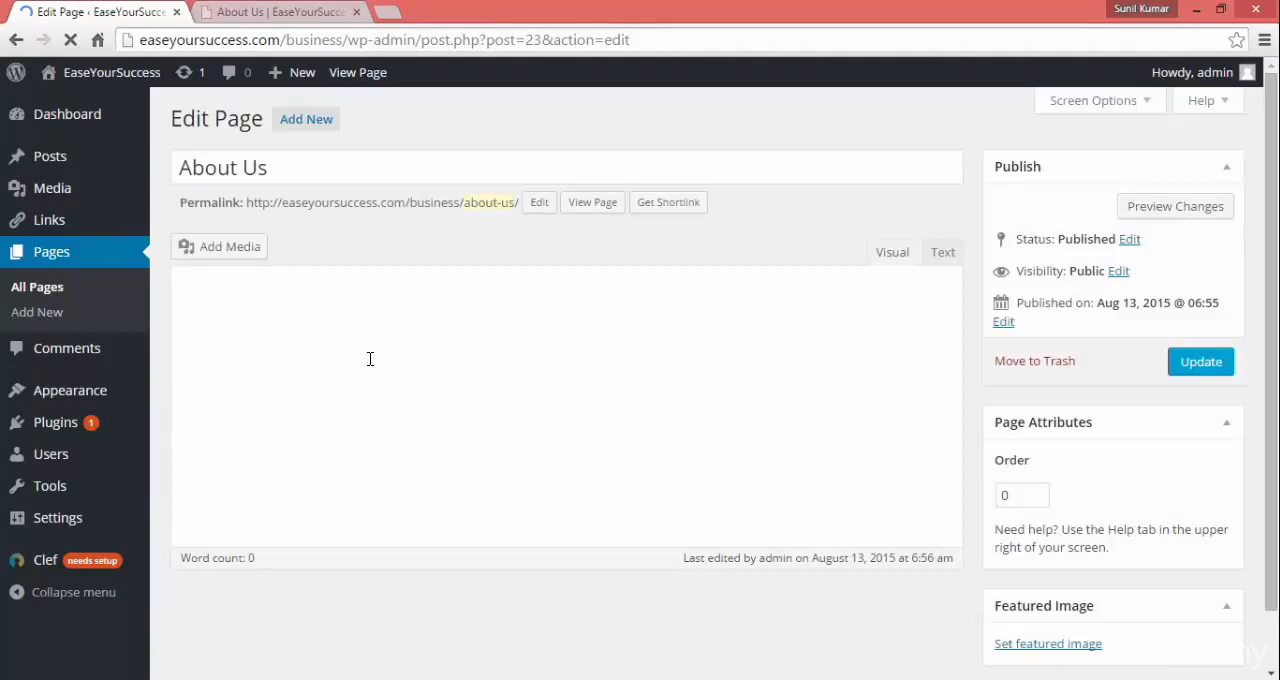 Edit Page ‹ EaseYourSucce
About Us | EaseYourSucce
Sunil Kumar
easeyoursuccess.com/business/wp-admin/post.php?post=23&action=edit
EaseYourSuccess
1
0
New
View Page
Howdy, admin
Dashboard
Posts
Media
Links
Pages
All Pages
Add New
Comments
Appearance
Plugins 1
Users
Tools
Settings
Clef needs setup
Collapse menu
Screen Options
Help
Edit Page
Add New
About Us
Permalink: http://easeyoursuccess.com/business/about-us/
Edit
View Page
Get Shortlink
Add Media
Visual
Text
Word count: 0
Last edited by admin on August 13, 2015 at 6:56 am
Publish
Preview Changes
Status: Published Edit
Visibility: Public Edit
Published on: Aug 13, 2015 @ 06:55
Edit
Move to Trash
Update
Page Attributes
Order
0
Need help? Use the Help tab in the upper
right of your screen.
Featured Image
Set featured image